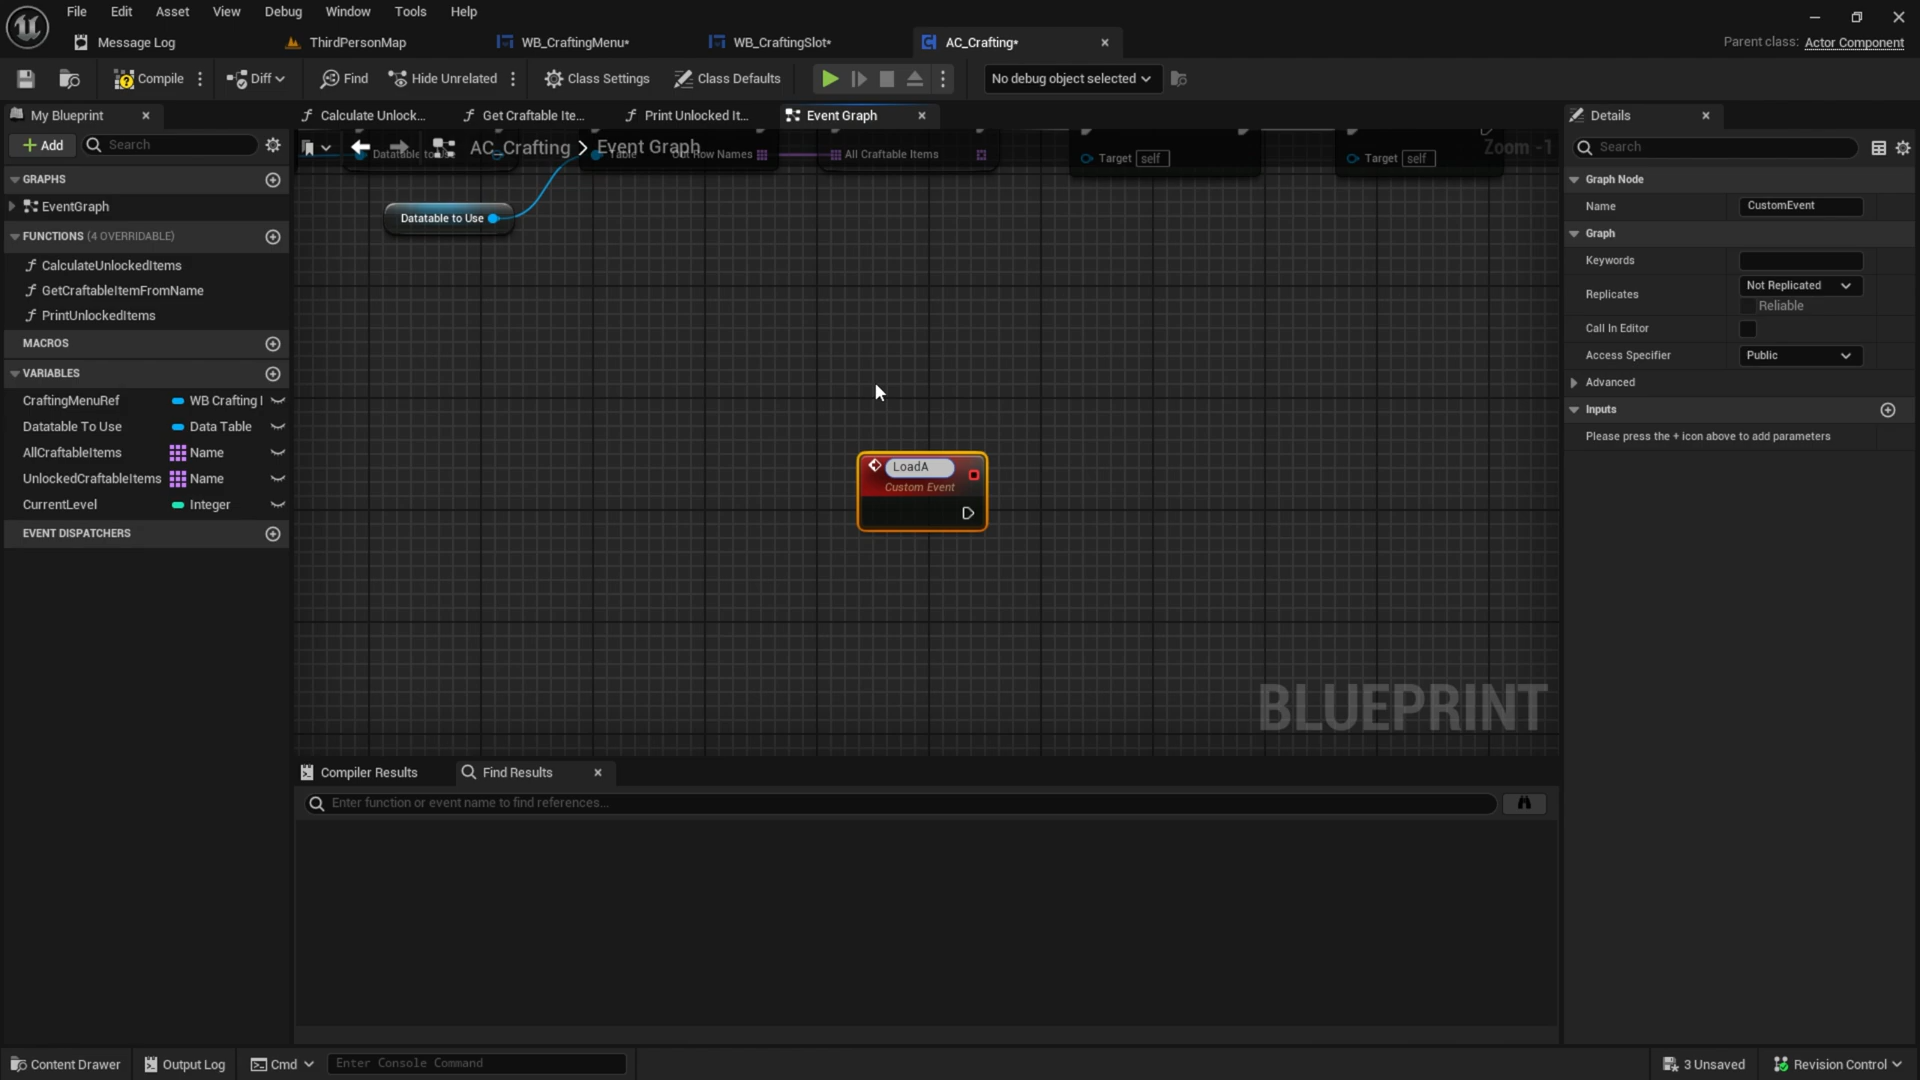 File Edit Asset View Debug Window Tools Help
Message Log ThirdPersonMap WB_CraftingMenu* WB_CraftingSlot* AC_Crafting*
Parent class: Actor Component
Compile Diff Find Hide Unrelated Class Settings Class Defaults No debug object selected
My Blueprint
Calculate Unlock... Get Craftable Ite... Print Unlocked It... Event Graph
Details
Add Search
AC_Crafting > Event Graph
Zoom -1
Search
Table Out Row Names All Craftable Items
Target self Target self
Datatable to Use
GRAPHS
EventGraph
FUNCTIONS (4 OVERRIDABLE)
CalculateUnlockedItems
GetCraftableItemFromName
PrintUnlockedItems
MACROS
VARIABLES
CraftingMenuRef WB Crafting
Datatable To Use Data Table
AllCraftableItems Name
UnlockedCraftableItems Name
CurrentLevel Integer
EVENT DISPATCHERS
LoadA
Custom Event
BLUEPRINT
Graph Node
Name CustomEvent
Graph
Keywords
Replicates Not Replicated
Reliable
Call In Editor
Access Specifier Public
Advanced
Inputs
Please press the + icon above to add parameters
Compiler Results Find Results
Enter function or event name to find references...
Content Drawer Output Log Cmd Enter Console Command
3 Unsaved Revision Control